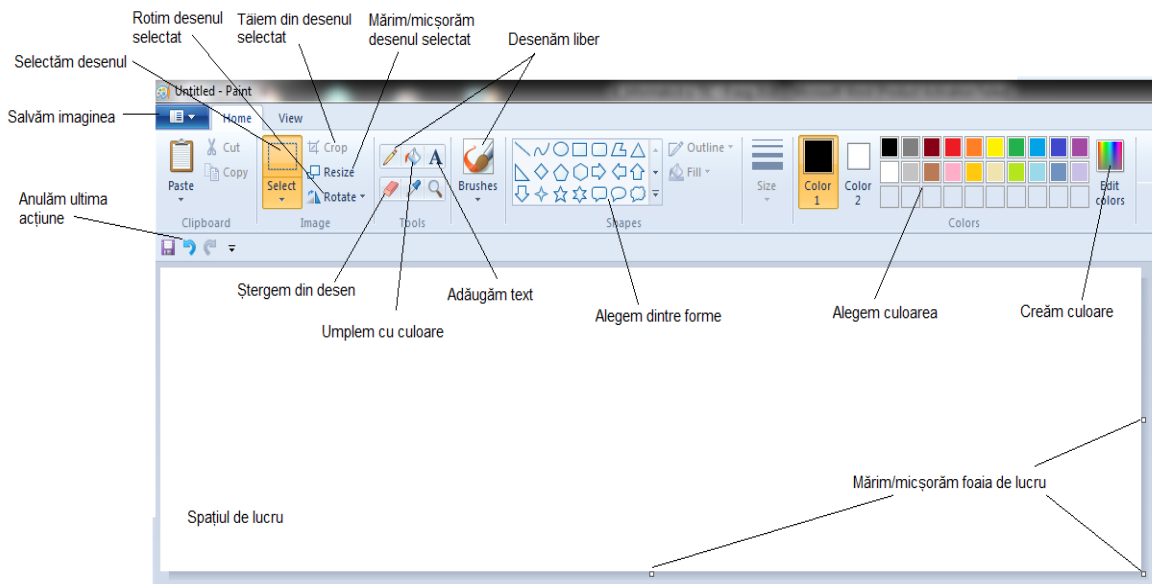 Rotim desenul
selectat
Tăiem din desenul
selectat
Mărim/micșorăm
desenul selectat
Desenăm liber
Selectăm desenul
Salvăm imaginea
Untitled - Paint
Home View
Cut
Copy
Paste
Clipboard
Select
Crop
Resize
Rotate
Image
A
Tools
Brushes
Outline
Fill
Shapes
Size
Color
1
Color
2
Edit
colors
Colors
Anulăm ultima
acțiune
Ștergem din desen
Umplem cu culoare
Adăugăm text
Alegem dintre forme
Alegem culoarea
Creăm culoare
Mărim/micșorăm foaia de lucru
Spațiul de lucru